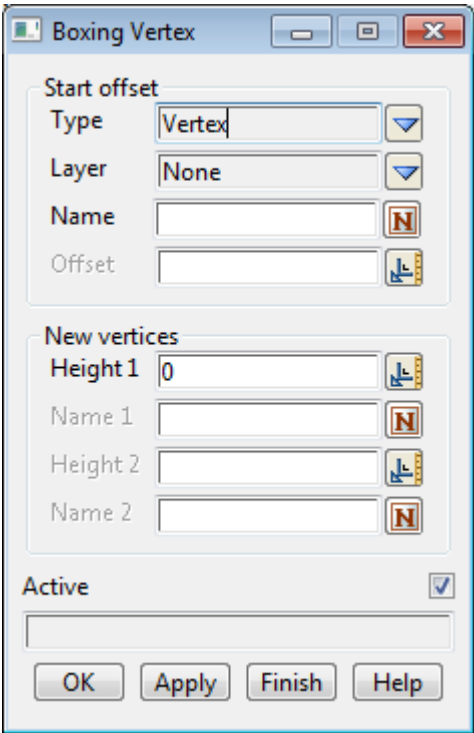 Boxing Vertex
Start offset
Type Vertex
Layer None
Name N
Offset
New vertices
Height 1 0
Name 1 N
Height 2
Name 2 N
Active
OK Apply Finish Help